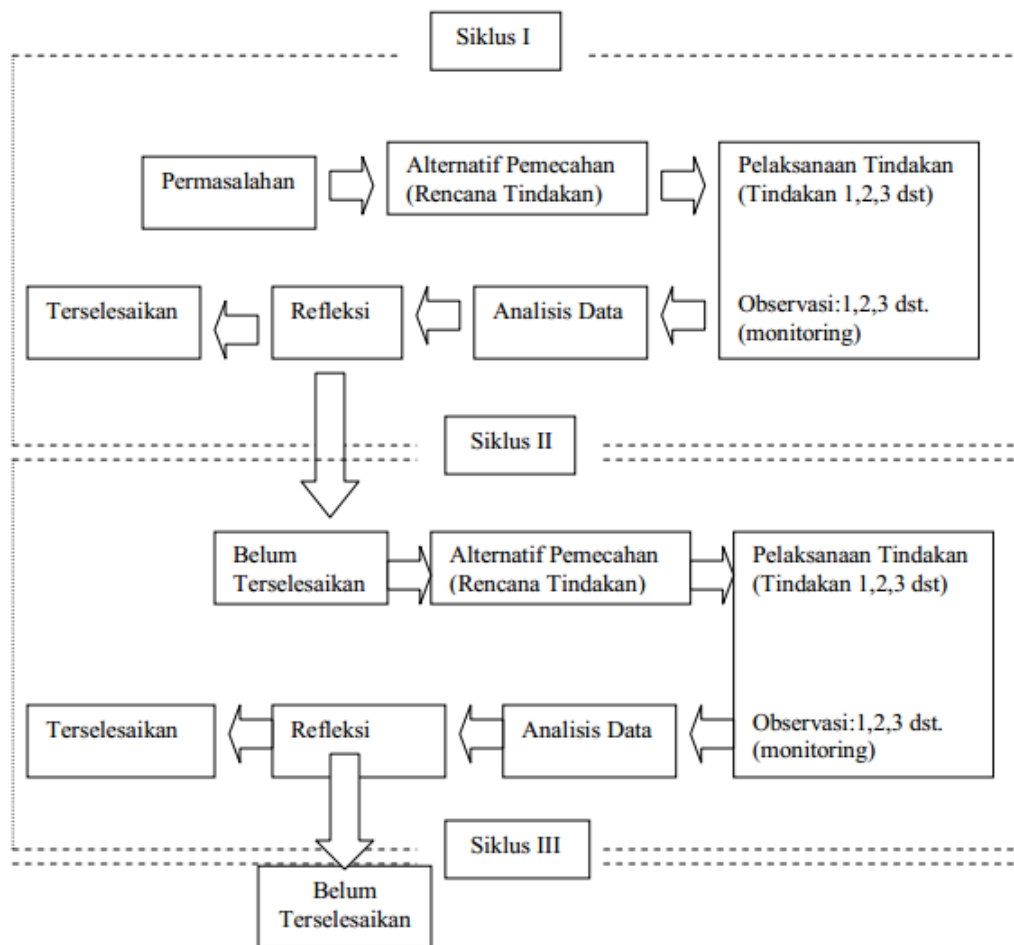 Siklus I
Permasalahan
Alternatif Pemecahan
(Rencana Tindakan)
Pelaksanaan Tindakan
(Tindakan 1,2,3 dst)
Observasi:1,2,3 dst.
(monitoring)
Analisis Data
Refleksi
Terselesaikan
Siklus II
Belum
Terselesaikan
Alternatif Pemecahan
(Rencana Tindakan)
Pelaksanaan Tindakan
(Tindakan 1,2,3 dst)
Observasi:1,2,3 dst.
(monitoring)
Analisis Data
Refleksi
Terselesaikan
Siklus III
Belum
Terselesaikan